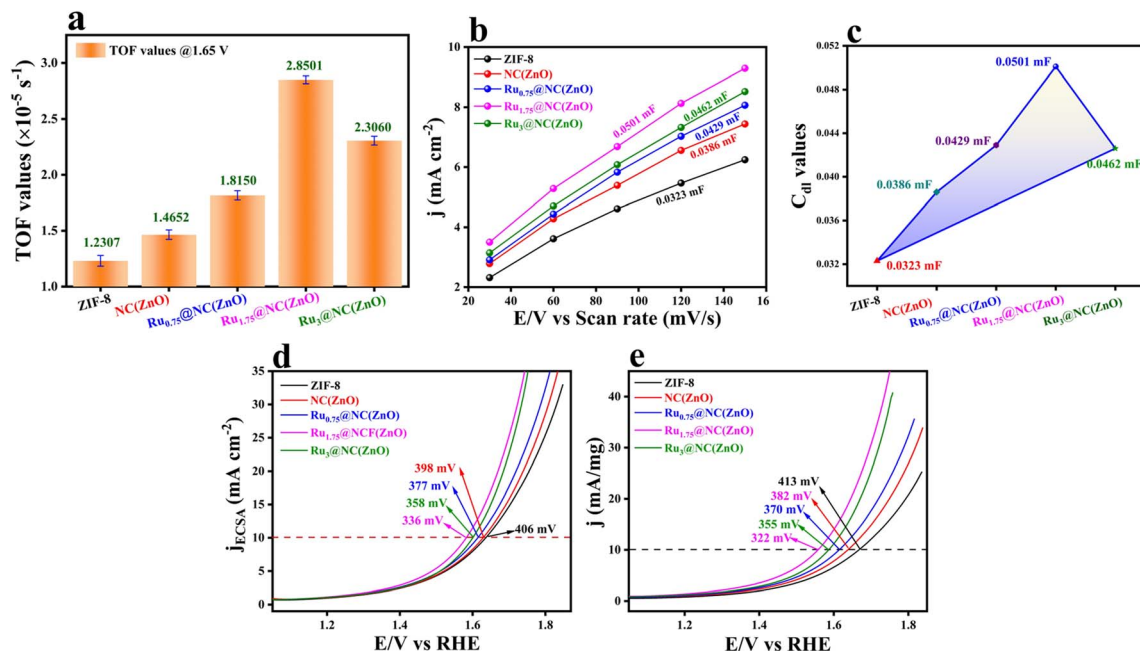 a
TOF values @1.65 V
TOF values (×10⁻⁵ s⁻¹)
3.0
2.5
2.0
1.5
1.0
1.2307
1.4652
1.8150
2.8501
2.3060
ZIF-8
NC(ZnO)
Ru0.75@NC(ZnO)
Ru1.75@NC(ZnO)
Ru3@NC(ZnO)
b
j (mA cm⁻²)
10
8
6
4
2
ZIF-8
NC(ZnO)
Ru0.75@NC(ZnO)
Ru1.75@NC(ZnO)
Ru3@NC(ZnO)
0.0501 mF
0.0462 mF
0.0429 mF
0.0386 mF
0.0323 mF
20 40 60 80 100 120 140 16
E/V vs Scan rate (mV/s)
c
Cdl values
0.052
0.048
0.044
0.040
0.036
0.032
0.0501 mF
0.0429 mF
0.0462 mF
0.0386 mF
0.0323 mF
ZIF-8
NC(ZnO)
Ru0.75@NC(ZnO)
Ru1.75@NC(ZnO)
Ru3@NC(ZnO)
d
jECSA (mA cm⁻²)
35
30
25
20
15
10
5
0
ZIF-8
NC(ZnO)
Ru0.75@NC(ZnO)
Ru1.75@NCF(ZnO)
Ru3@NC(ZnO)
398 mV
377 mV
358 mV
336 mV
406 mV
1.2 1.4 1.6 1.8
E/V vs RHE
e
j (mA/mg)
40
30
20
10
0
ZIF-8
NC(ZnO)
Ru0.75@NC(ZnO)
Ru1.75@NC(ZnO)
Ru3@NC(ZnO)
413 mV
382 mV
370 mV
355 mV
322 mV
1.2 1.4 1.6 1.8
E/V vs RHE